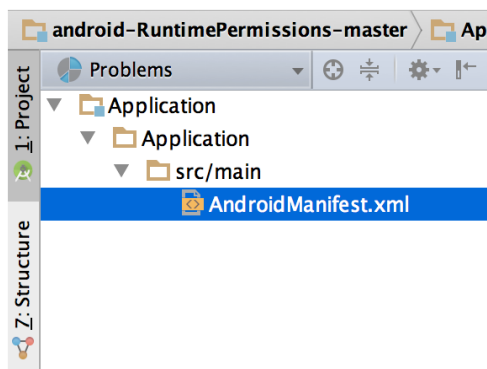 android-RuntimePermissions-master Ap
Problems
1: Project
Application
Application
src/main
AndroidManifest.xml
Z: Structure